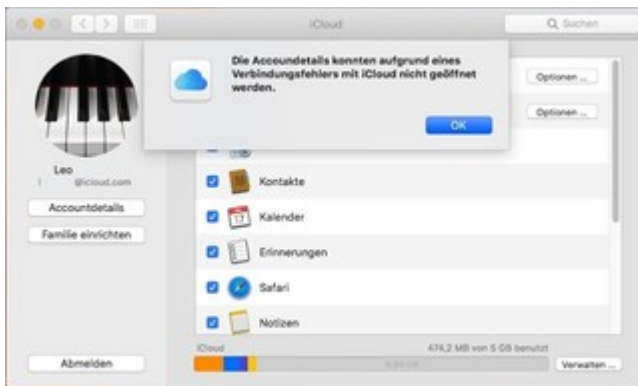 iCloud
Suchen
Die Accoundetails konnten aufgrund eines
Verbindungsfehlers mit iCloud nicht geöffnet
werden.
OK
Optionen ...
Optionen ...
Leo
@icloud.com
Accountdetails
Familie einrichten
Kontakte
Kalender
Erinnerungen
Safari
Notizen
iCloud
474,2 MB von 5 GB benutzt
Abmelden
Verwalten ...